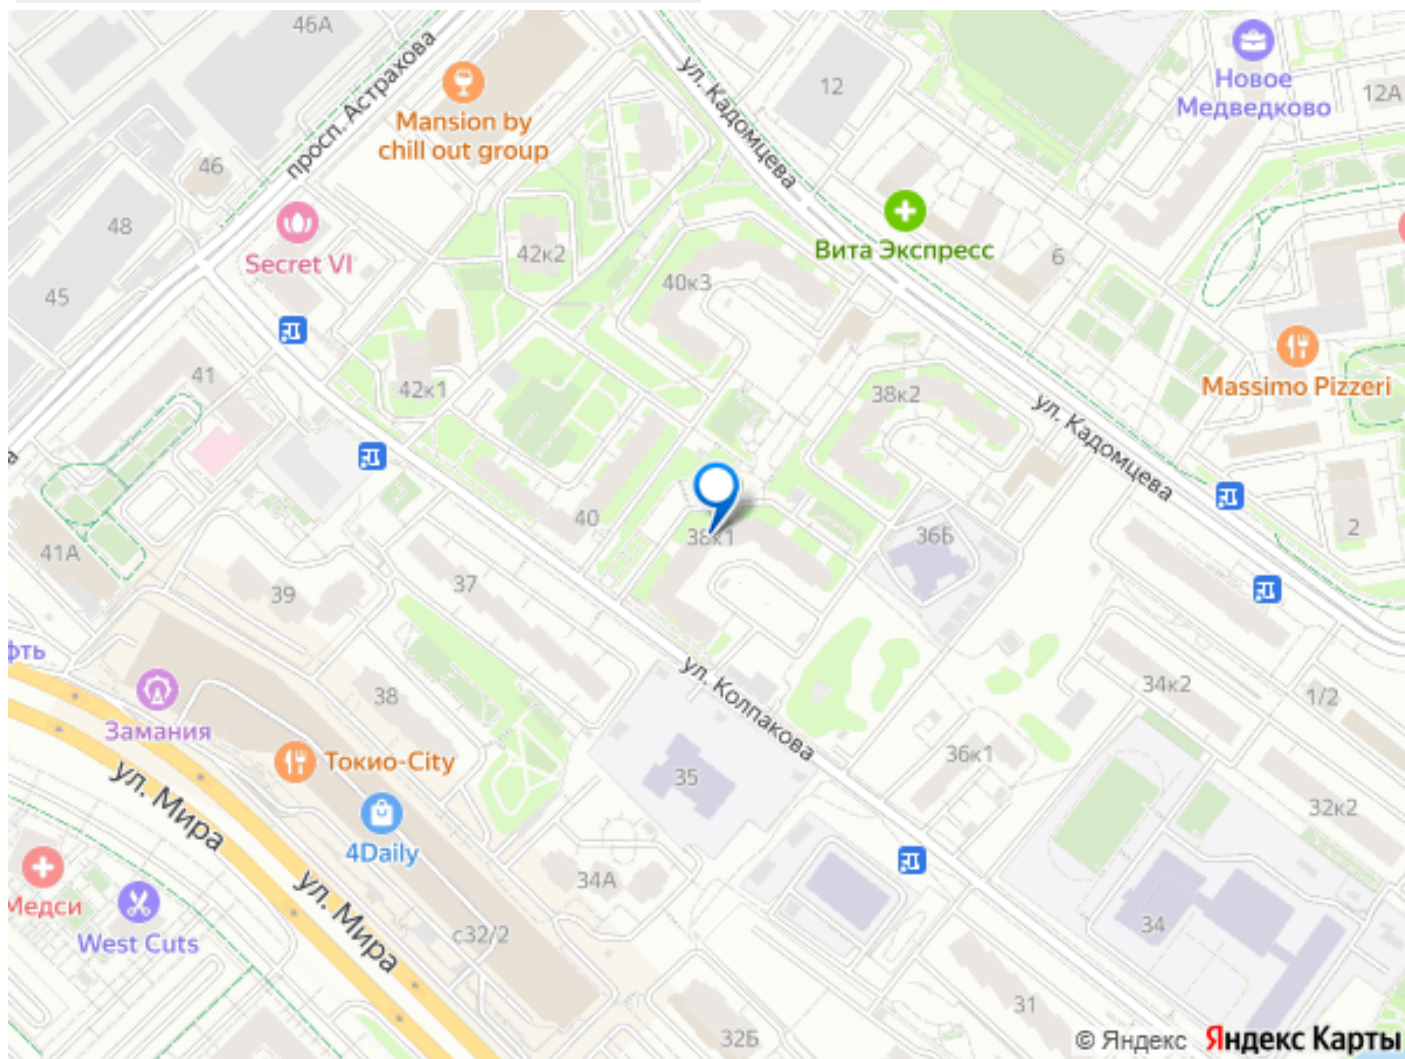 46А
просп. Астрахова
Mansion by
chill out group
ул. Кадомцева
12
Новое
Медведково
12А
46
48
45
Secret VI
42к2
40к3
Вита Экспресс
6
Massimo Pizzeri
41
42к1
38к2
ул. Кадомцева
40
38к1
36Б
2
41А
39
37
ул. Колпакова
34к2
1/2
фть
Замания
38
Токио-City
4Daily
35
36к1
32к2
ул. Мира
ул. Мира
Медси
West Cuts
34А
с32/2
34
31
32Б
© Яндекс Яндекс Карты